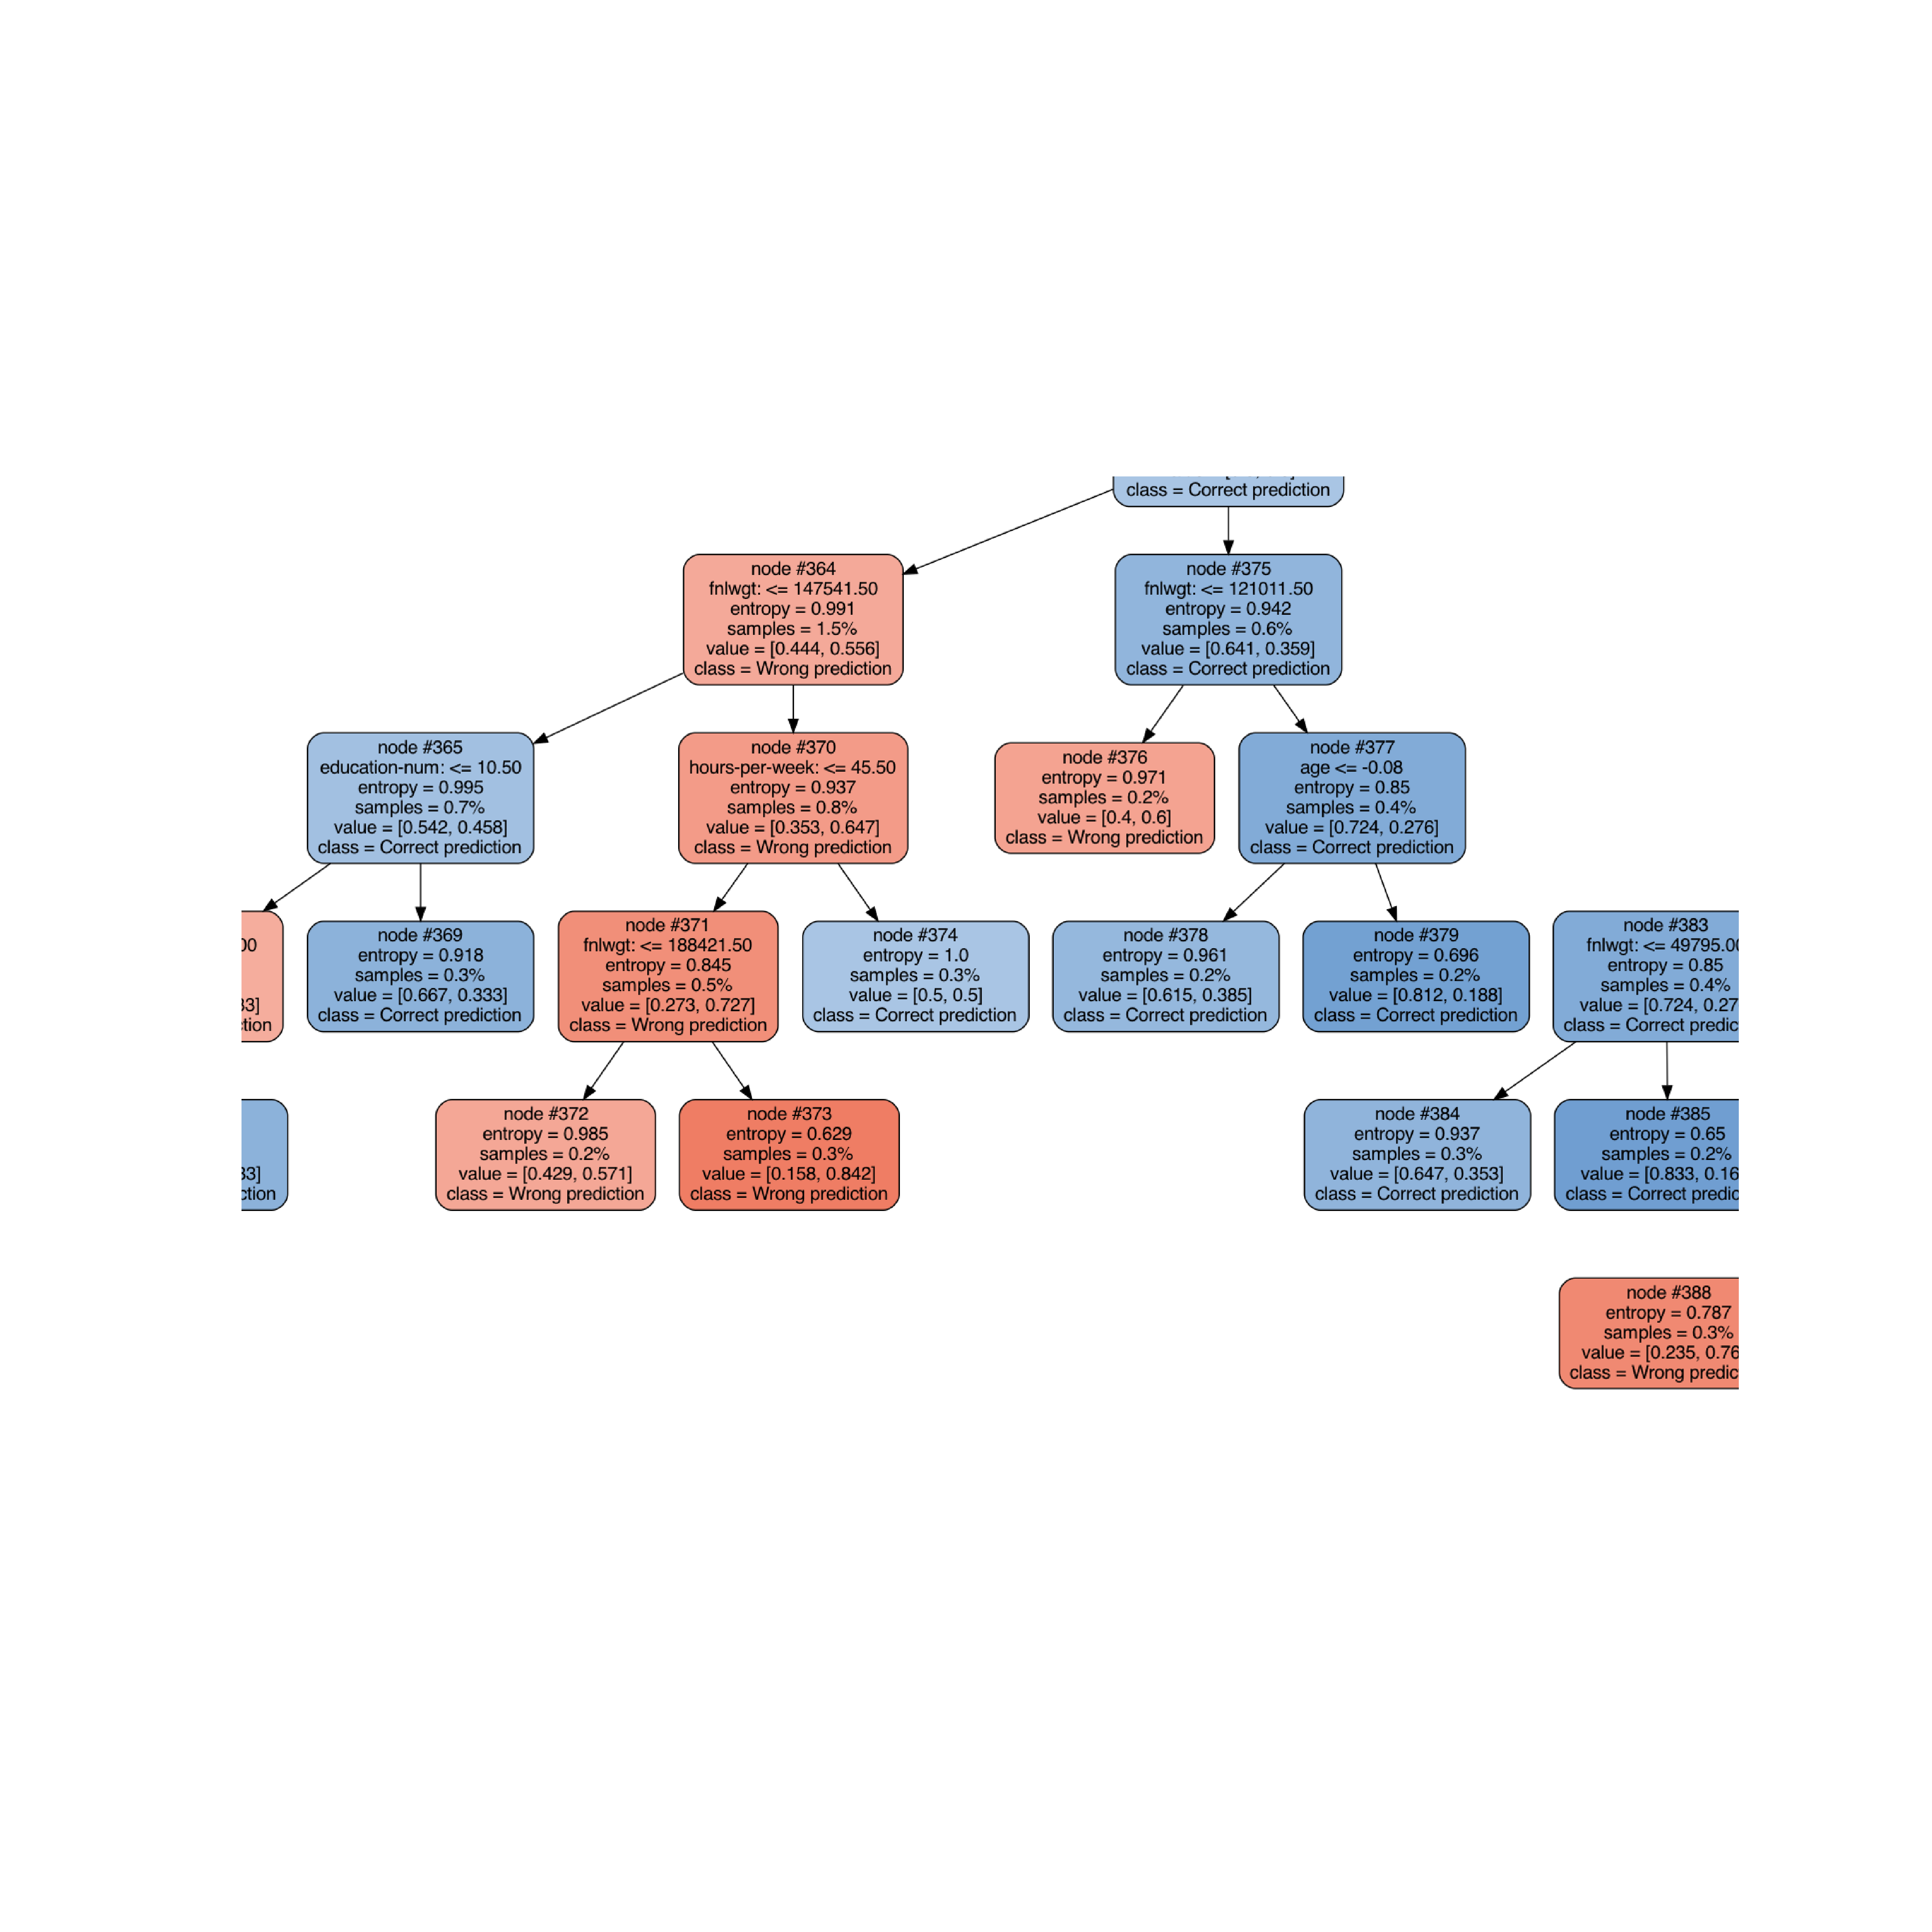 class = Correct prediction
node #364
fnlwgt: <= 147541.50
entropy = 0.991
samples = 1.5%
value = [0.444, 0.556]
class = Wrong prediction
node #375
fnlwgt: <= 121011.50
entropy = 0.942
samples = 0.6%
value = [0.641, 0.359]
class = Correct prediction
node #365
education-num: <= 10.50
entropy = 0.995
samples = 0.7%
value = [0.542, 0.458]
class = Correct prediction
node #370
hours-per-week: <= 45.50
entropy = 0.937
samples = 0.8%
value = [0.353, 0.647]
class = Wrong prediction
node #376
entropy = 0.971
samples = 0.2%
value = [0.4, 0.6]
class = Wrong prediction
node #377
age <= -0.08
entropy = 0.85
samples = 0.4%
value = [0.724, 0.276]
class = Correct prediction
33]
ction
node #369
entropy = 0.918
samples = 0.3%
value = [0.667, 0.333]
class = Correct prediction
node #371
fnlwgt: <= 188421.50
entropy = 0.845
samples = 0.5%
value = [0.273, 0.727]
class = Wrong prediction
node #374
entropy = 1.0
samples = 0.3%
value = [0.5, 0.5]
class = Correct prediction
node #378
entropy = 0.961
samples = 0.2%
value = [0.615, 0.385]
class = Correct prediction
node #379
entropy = 0.696
samples = 0.2%
value = [0.812, 0.188]
class = Correct prediction
node #383
fnlwgt: <= 49795.00
entropy = 0.85
samples = 0.4%
value = [0.724, 0.27
class = Correct predic
33]
ction
node #372
entropy = 0.985
samples = 0.2%
value = [0.429, 0.571]
class = Wrong prediction
node #373
entropy = 0.629
samples = 0.3%
value = [0.158, 0.842]
class = Wrong prediction
node #384
entropy = 0.937
samples = 0.3%
value = [0.647, 0.353]
class = Correct prediction
node #385
entropy = 0.65
samples = 0.2%
value = [0.833, 0.16
class = Correct predic
node #388
entropy = 0.787
samples = 0.3%
value = [0.235, 0.76
class = Wrong predic